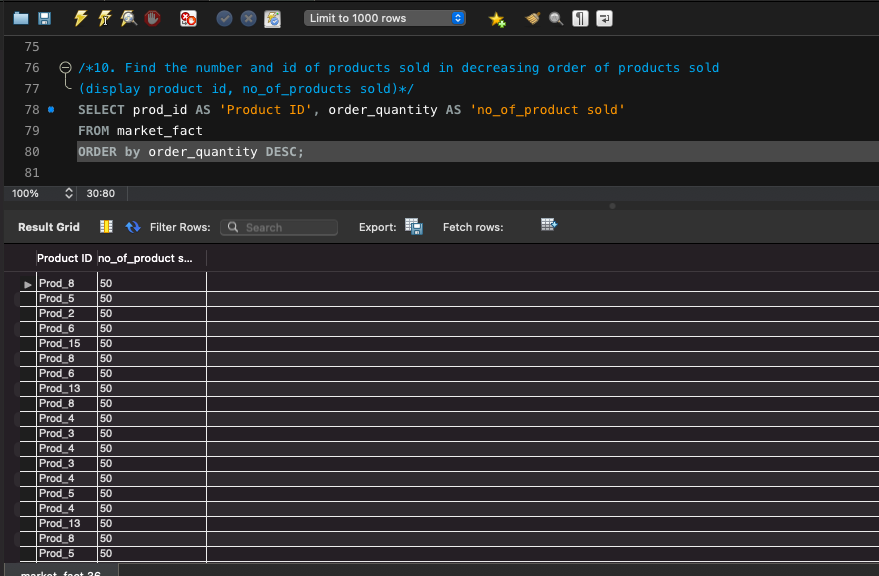 Limit to 1000 rows
75
76 /*10. Find the number and id of products sold in decreasing order of products sold
77 (display product id, no_of_products sold)*/
78 SELECT prod_id AS 'Product ID', order_quantity AS 'no_of_product sold'
79 FROM market_fact
80 ORDER by order_quantity DESC;
81
100% 30:80
Result Grid Filter Rows: Search Export: Fetch rows:
Product ID no_of_product s...
Prod_8 50
Prod_5 50
Prod_2 50
Prod_6 50
Prod_15 50
Prod_8 50
Prod_6 50
Prod_13 50
Prod_8 50
Prod_4 50
Prod_3 50
Prod_4 50
Prod_3 50
Prod_4 50
Prod_5 50
Prod_4 50
Prod_13 50
Prod_8 50
Prod_5 50
market_fact 36